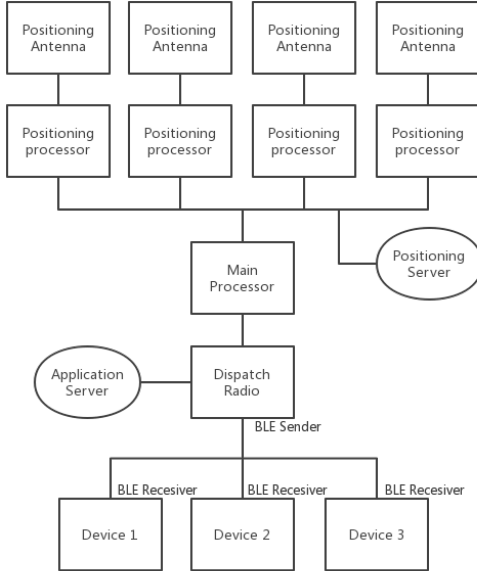 Positioning
Antenna
Positioning
Antenna
Positioning
Antenna
Positioning
Antenna
Positioning
processor
Positioning
processor
Positioning
processor
Positioning
processor
Main
Processor
Positioning
Server
Application
Server
Dispatch
Radio
BLE Sender
BLE Recesiver
BLE Recesiver
BLE Recesiver
Device 1
Device 2
Device 3